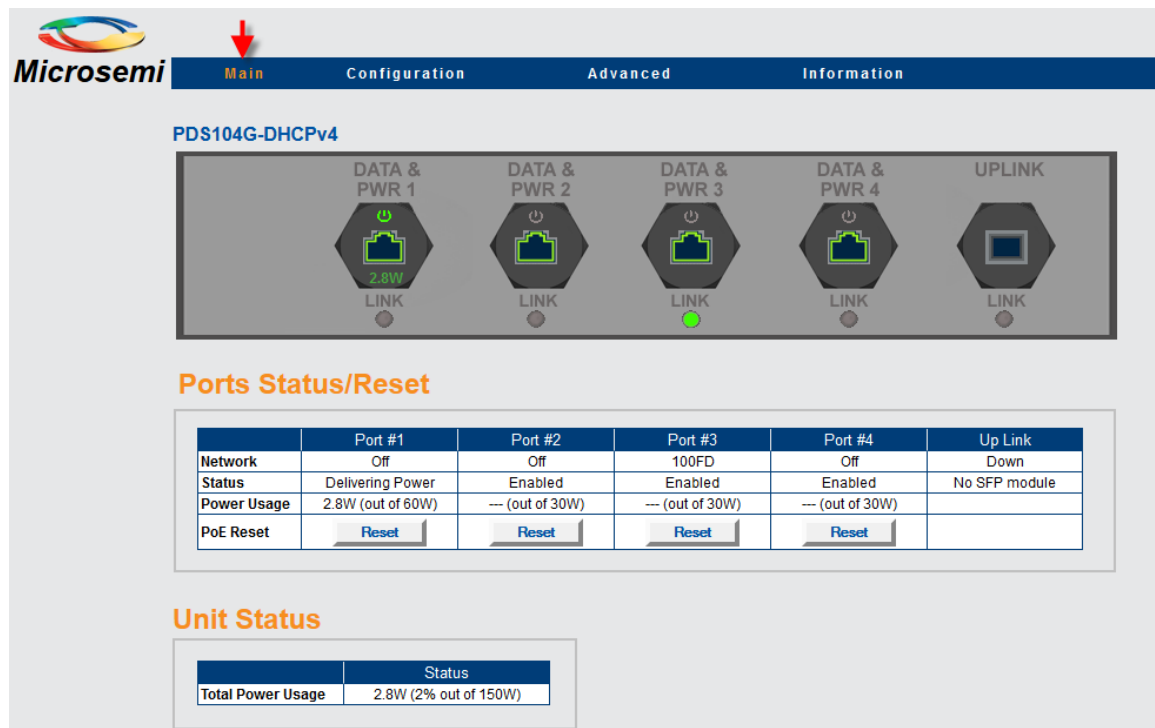 Microsemi
Main Configuration Advanced Information
PDS104G-DHCPv4
DATA & PWR 1 DATA & PWR 2 DATA & PWR 3 DATA & PWR 4 UPLINK
2.8W
LINK LINK LINK LINK LINK
Ports Status/Reset
Port #1 Port #2 Port #3 Port #4 Up Link
Network Off Off 100FD Off Down
Status Delivering Power Enabled Enabled Enabled No SFP module
Power Usage 2.8W (out of 60W) --- (out of 30W) --- (out of 30W) --- (out of 30W)
PoE Reset Reset Reset Reset Reset
Unit Status
Status
Total Power Usage 2.8W (2% out of 150W)